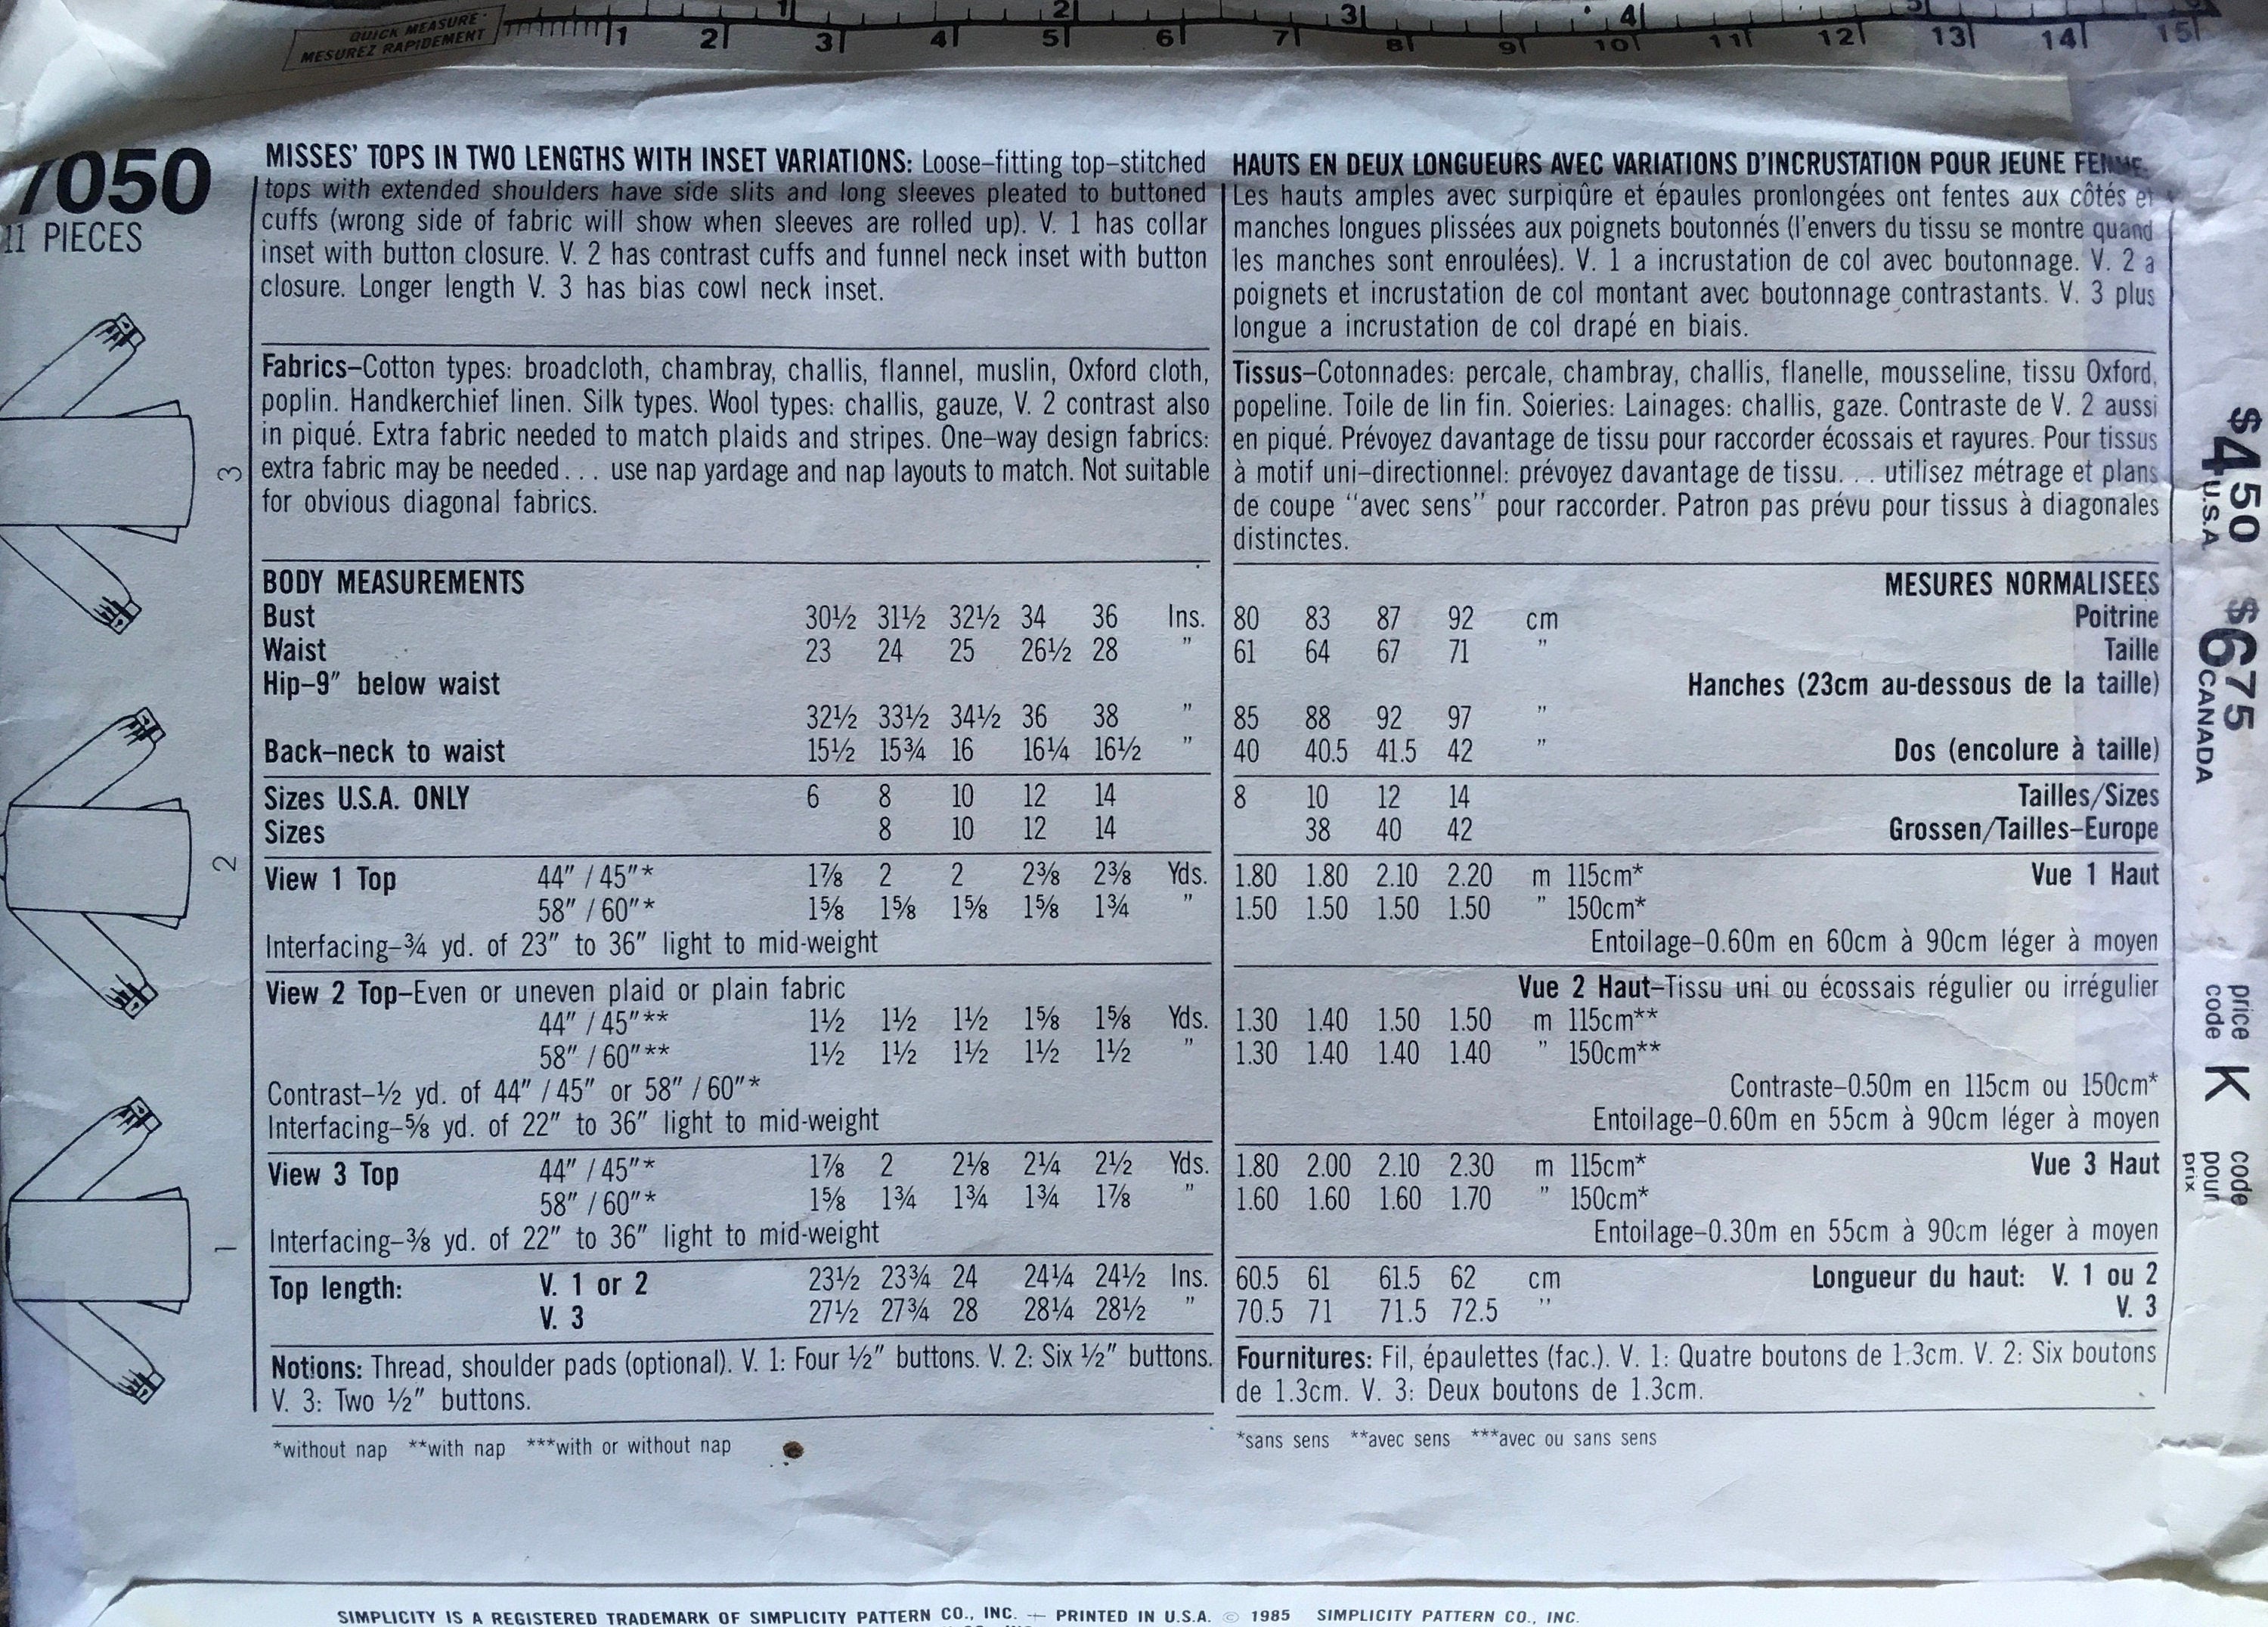 QUICK MEASURE
MESUREZ RAPIDEMENT
1 2 3 4 5
1 2 3 4 5 6 7 8 9 10 11 12 13 14 15
7050
11 PIECES
MISSES' TOPS IN TWO LENGTHS WITH INSET VARIATIONS: Loose–fitting top–stitched
tops with extended shoulders have side slits and long sleeves pleated to buttoned
cuffs (wrong side of fabric will show when sleeves are rolled up). V. 1 has collar
inset with button closure. V. 2 has contrast cuffs and funnel neck inset with button
closure. Longer length V. 3 has bias cowl neck inset.
Fabrics–Cotton types: broadcloth, chambray, challis, flannel, muslin, Oxford cloth,
poplin. Handkerchief linen. Silk types. Wool types: challis, gauze, V. 2 contrast also
in piqué. Extra fabric needed to match plaids and stripes. One–way design fabrics:
extra fabric may be needed... use nap yardage and nap layouts to match. Not suitable
for obvious diagonal fabrics.
BODY MEASUREMENTS
Bust 30½ 31½ 32½ 34 36 Ins.
Waist 23 24 25 26½ 28 "
Hip–9" below waist
32½ 33½ 34½ 36 38 "
Back–neck to waist 15½ 15¾ 16 16¼ 16½ "
Sizes U.S.A. ONLY 6 8 10 12 14
Sizes 8 10 12 14
View 1 Top 44" / 45"* 1⅞ 2 2 2⅜ 2⅜ Yds.
58" / 60"* 1⅝ 1⅝ 1⅝ 1⅝ 1¾ "
Interfacing–¾ yd. of 23" to 36" light to mid-weight
View 2 Top–Even or uneven plaid or plain fabric
44" / 45"** 1½ 1½ 1½ 1⅝ 1⅝ Yds.
58" / 60"** 1½ 1½ 1½ 1½ 1½ "
Contrast–½ yd. of 44" / 45" or 58" / 60"*
Interfacing–⅝ yd. of 22" to 36" light to mid-weight
View 3 Top 44" / 45"* 1⅞ 2 2⅛ 2¼ 2½ Yds.
58" / 60"* 1⅝ 1¾ 1¾ 1¾ 1⅞ "
Interfacing–⅜ yd. of 22" to 36" light to mid-weight
Top length: V. 1 or 2 23½ 23¾ 24 24¼ 24½ Ins.
V. 3 27½ 27¾ 28 28¼ 28½ "
Notions: Thread, shoulder pads (optional). V. 1: Four ½" buttons. V. 2: Six ½" buttons.
V. 3: Two ½" buttons.
*without nap **with nap ***with or without nap
HAUTS EN DEUX LONGUEURS AVEC VARIATIONS D'INCRUSTATION POUR JEUNE FEMME:
Les hauts amples avec surpiqûre et épaules pronlongées ont fentes aux côtés et
manches longues plissées aux poignets boutonnés (l'envers du tissu se montre quand
les manches sont enroulées). V. 1 a incrustation de col avec boutonnage. V. 2 a
poignets et incrustation de col montant avec boutonnage contrastants. V. 3 plus
longue a incrustation de col drapé en biais.
Tissus–Cotonnades: percale, chambray, challis, flanelle, mousseline, tissu Oxford,
popeline. Toile de lin fin. Soieries: Lainages: challis, gaze. Contraste de V. 2 aussi
en piqué. Prévoyez davantage de tissu pour raccorder écossais et rayures. Pour tissus
à motif uni–directionnel: prévoyez davantage de tissu... utilisez métrage et plans
de coupe "avec sens" pour raccorder. Patron pas prévu pour tissus à diagonales
distinctes.
MESURES NORMALISEES
80 83 87 92 cm Poitrine
61 64 67 71 " Taille
Hanches (23cm au-dessous de la taille)
85 88 92 97 "
40 40.5 41.5 42 " Dos (encolure à taille)
8 10 12 14 Tailles/Sizes
38 40 42 Grossen/Tailles–Europe
1.80 1.80 2.10 2.20 m 115cm* Vue 1 Haut
1.50 1.50 1.50 1.50 " 150cm*
Entoilage–0.60m en 60cm à 90cm léger à moyen
Vue 2 Haut–Tissu uni ou écossais régulier ou irrégulier
1.30 1.40 1.50 1.50 m 115cm**
1.30 1.40 1.40 1.40 " 150cm**
Contraste–0.50m en 115cm ou 150cm*
Entoilage–0.60m en 55cm à 90cm léger à moyen
1.80 2.00 2.10 2.30 m 115cm* Vue 3 Haut
1.60 1.60 1.60 1.70 " 150cm*
Entoilage–0.30m en 55cm à 90cm léger à moyen
60.5 61 61.5 62 cm Longueur du haut: V. 1 ou 2
70.5 71 71.5 72.5 " V. 3
Fournitures: Fil, épaulettes (fac.). V. 1: Quatre boutons de 1.3cm. V. 2: Six boutons
de 1.3cm. V. 3: Deux boutons de 1.3cm.
*sans sens **avec sens ***avec ou sans sens
3
2
1
$450 U.S.A.
$675 CANADA
price code K code pour prix
SIMPLICITY IS A REGISTERED TRADEMARK OF SIMPLICITY PATTERN CO., INC. — PRINTED IN U.S.A. © 1985 SIMPLICITY PATTERN CO., INC.